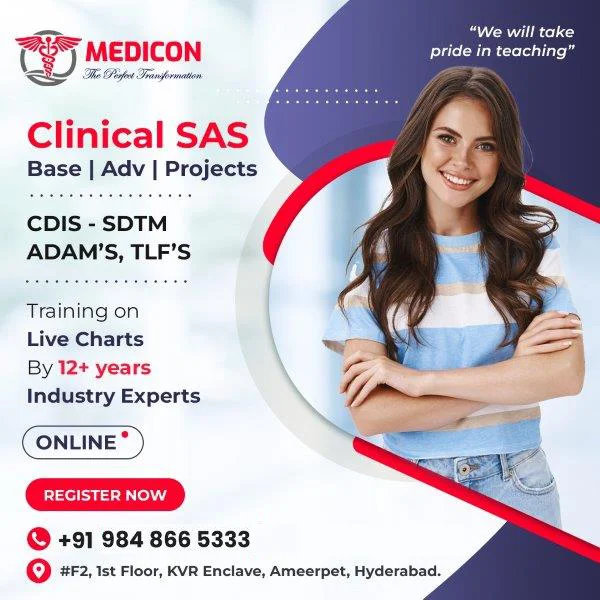 MEDICON
The Perfect Transformation
“We will take
pride in teaching”
Clinical SAS
Base | Adv | Projects
CDIS - SDTM
ADAM’S, TLF’S
Training on
Live Charts
By 12+ years
Industry Experts
ONLINE
REGISTER NOW
+91 984 866 5333
#F2, 1st Floor, KVR Enclave, Ameerpet, Hyderabad.